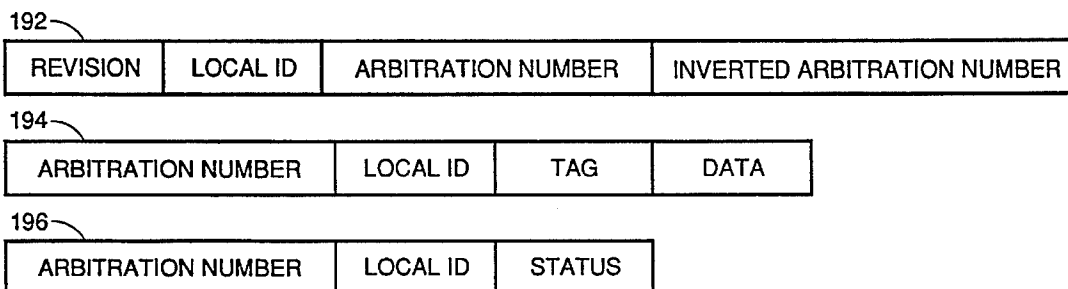 192
REVISION LOCAL ID ARBITRATION NUMBER INVERTED ARBITRATION NUMBER
194
ARBITRATION NUMBER LOCAL ID TAG DATA
196
ARBITRATION NUMBER LOCAL ID STATUS